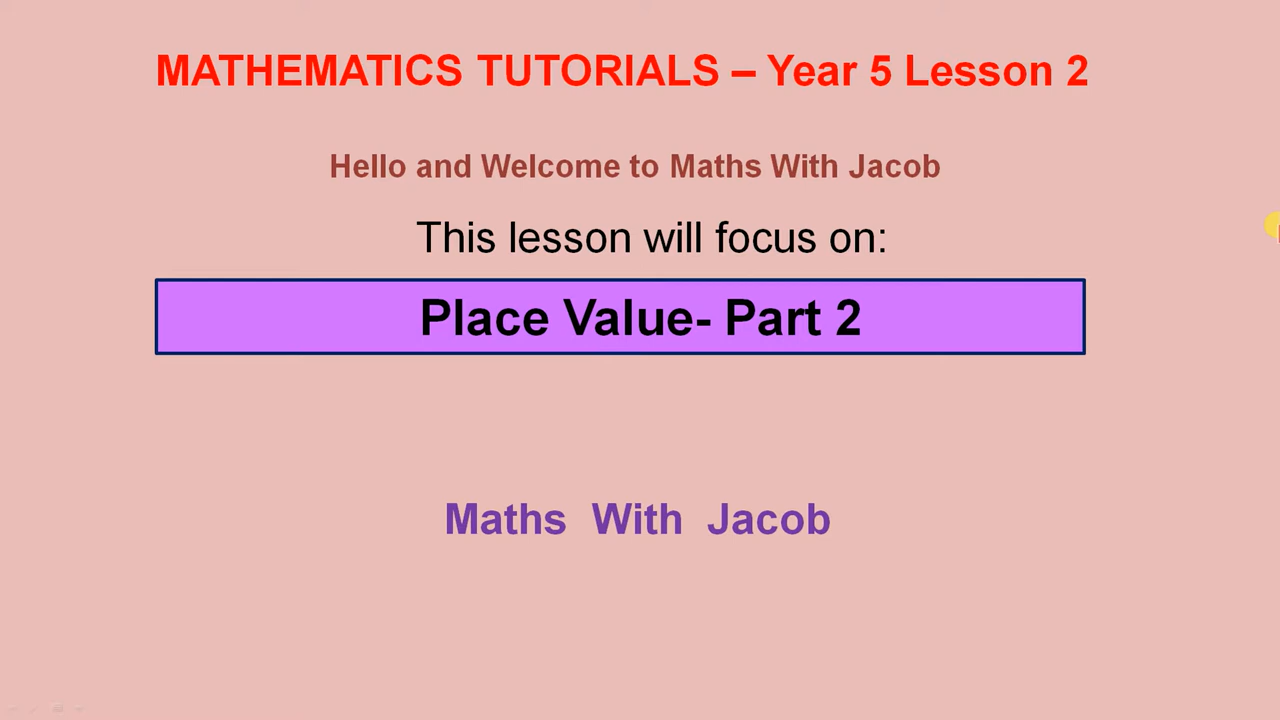 MATHEMATICS TUTORIALS – Year 5 Lesson 2
Hello and Welcome to Maths With Jacob
This lesson will focus on:
Place Value- Part 2
Maths With Jacob